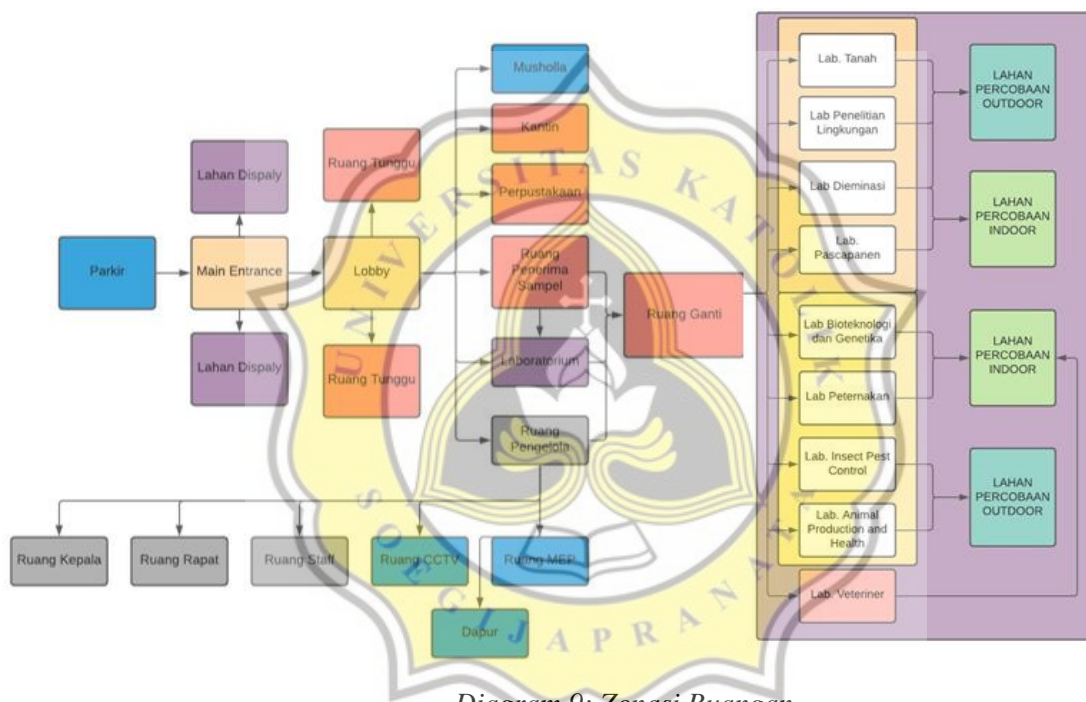 Parkir
Lahan Dispaly
Main Entrance
Lahan Dispaly
Ruang Tunggu
Lobby
Ruang Tunggu
Musholla
Kantin
Perpustakaan
Ruang
Penerima
Sampel
Laboratorium
Ruang
Pengelola
Ruang Ganti
Ruang Kepala
Ruang Rapat
Ruang Staff
Ruang CCTV
Ruang MEP
Dapur
Lab. Tanah
Lab Penelitian
Lingkungan
Lab Dieminasi
Lab.
Pascapanen
Lab Bioteknologi
dan Genetika
Lab Peternakan
Lab. Insect Pest
Control
Lab. Animal
Production and
Health
Lab. Veteriner
LAHAN
PERCOBAAN
OUTDOOR
LAHAN
PERCOBAAN
INDOOR
LAHAN
PERCOBAAN
INDOOR
LAHAN
PERCOBAAN
OUTDOOR
UNIVERSITAS KATOLIK
SOEGIJAPRANATA
Diagram 9: Zonasi Ruangan